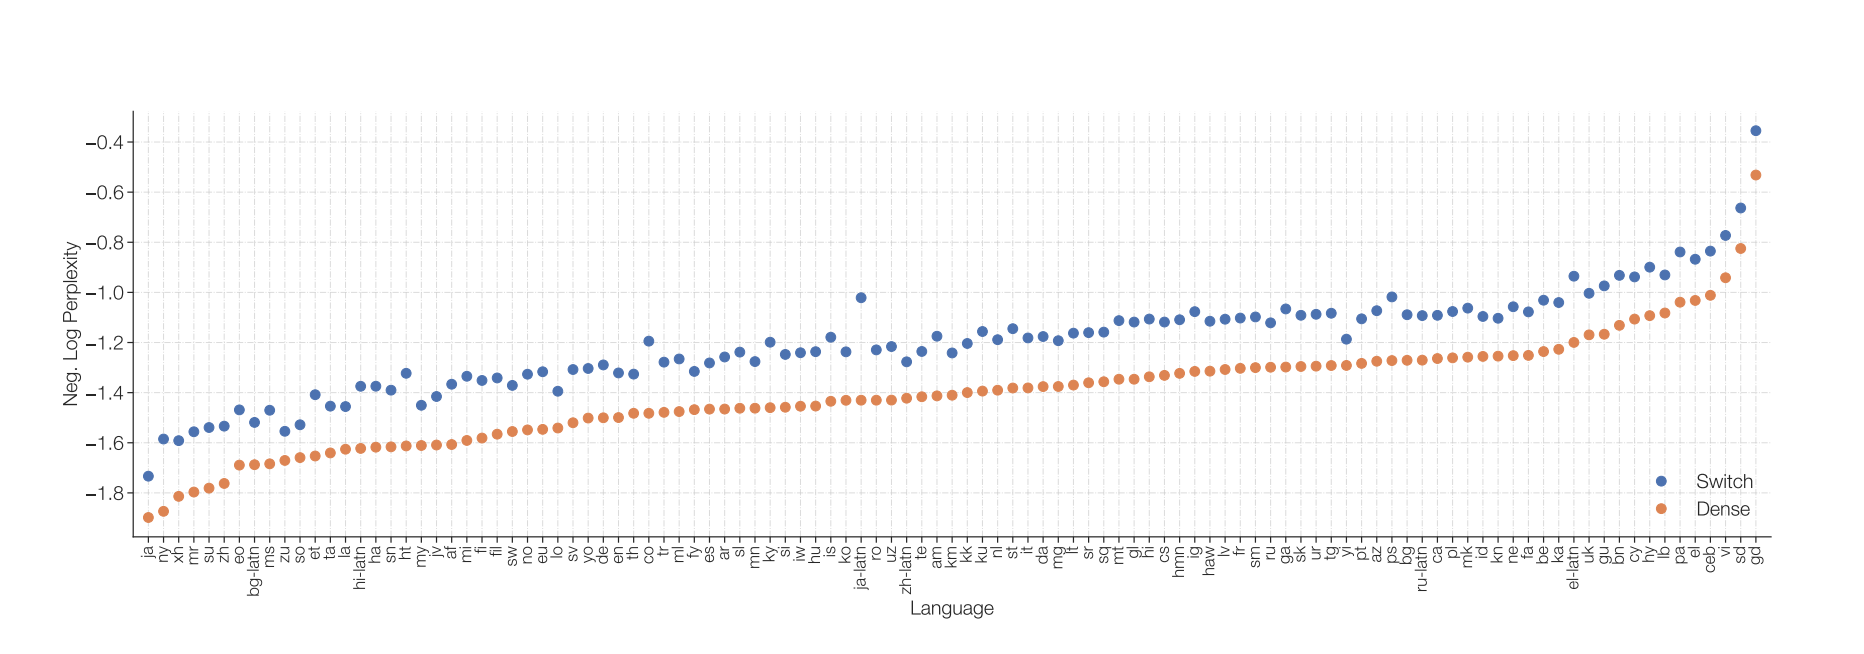 −0.4
−0.6
−0.8
−1.0
−1.2
−1.4
−1.6
−1.8
Neg. Log Perplexity
Switch
Dense
ja ny xh mr su zh eo bg-latn ms zu so et ta la hi-latn ha sn ht my jv af mi fi fil sw no eu lo sv yo de en th co tr ml fy es ar sl mn ky si iw hu is ko ja-latn ro uz zh-latn te am km kk ku nl st it da mg lt sr sq mt gl hi cs hmn ig haw lv fr sm ru ga sk ur tg yi pt az ps bg ru-latn ca pl mk id kn ne fa be ka el-latn uk gu bn cy hy lb pa el ceb vi sd gd
Language